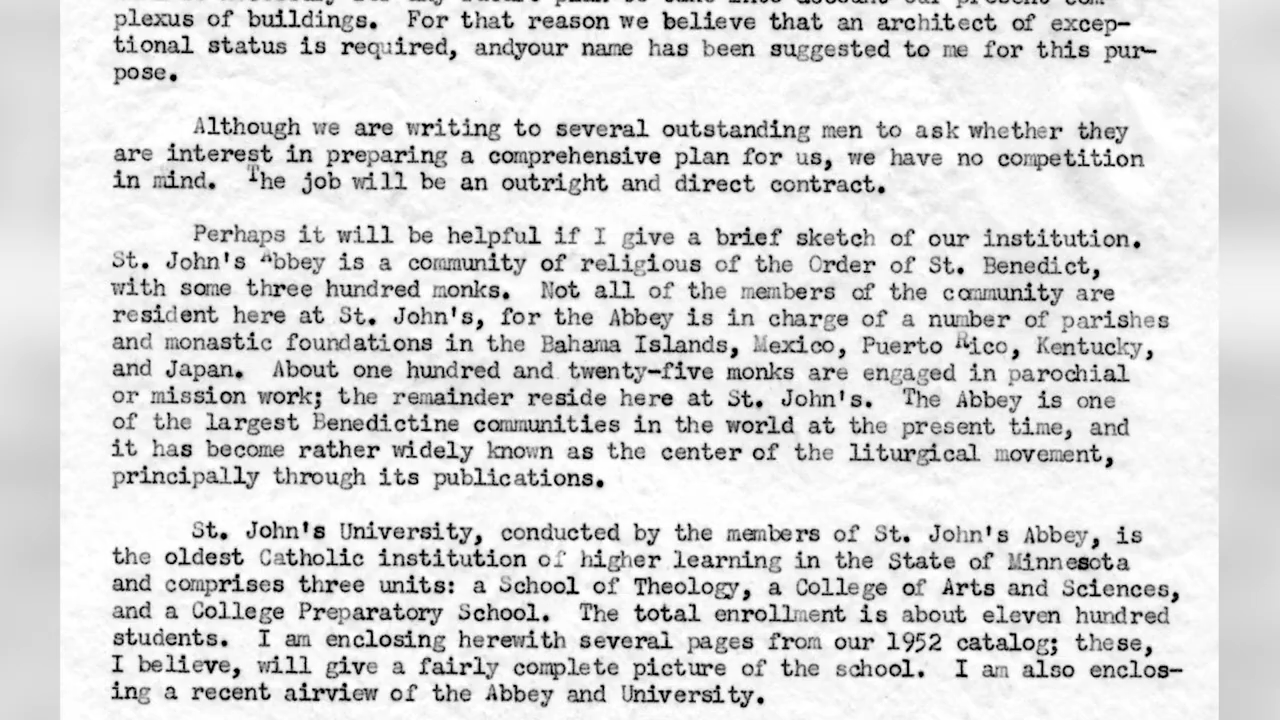 plexus of buildings. For that reason we believe that an architect of excep-
tional status is required, andyour name has been suggested to me for this pur-
pose.
Although we are writing to several outstanding men to ask whether they
are interest in preparing a comprehensive plan for us, we have no competition
in mind. The job will be an outright and direct contract.
Perhaps it will be helpful if I give a brief sketch of our institution.
St. John's Abbey is a community of religious of the Order of St. Benedict,
with some three hundred monks. Not all of the members of the community are
resident here at St. John's, for the Abbey is in charge of a number of parishes
and monastic foundations in the Bahama Islands, Mexico, Puerto Rico, Kentucky,
and Japan. About one hundred and twenty-five monks are engaged in parochial
or mission work; the remainder reside here at St. John's. The Abbey is one
of the largest Benedictine communities in the world at the present time, and
it has become rather widely known as the center of the liturgical movement,
principally through its publications.
St. John's University, conducted by the members of St. John's Abbey, is
the oldest Catholic institution of higher learning in the State of Minnesota
and comprises three units: a School of Theology, a College of Arts and Sciences,
and a College Preparatory School. The total enrollment is about eleven hundred
students. I am enclosing herewith several pages from our 1952 catalog; these,
I believe, will give a fairly complete picture of the school. I am also enclos-
ing a recent airview of the Abbey and University.